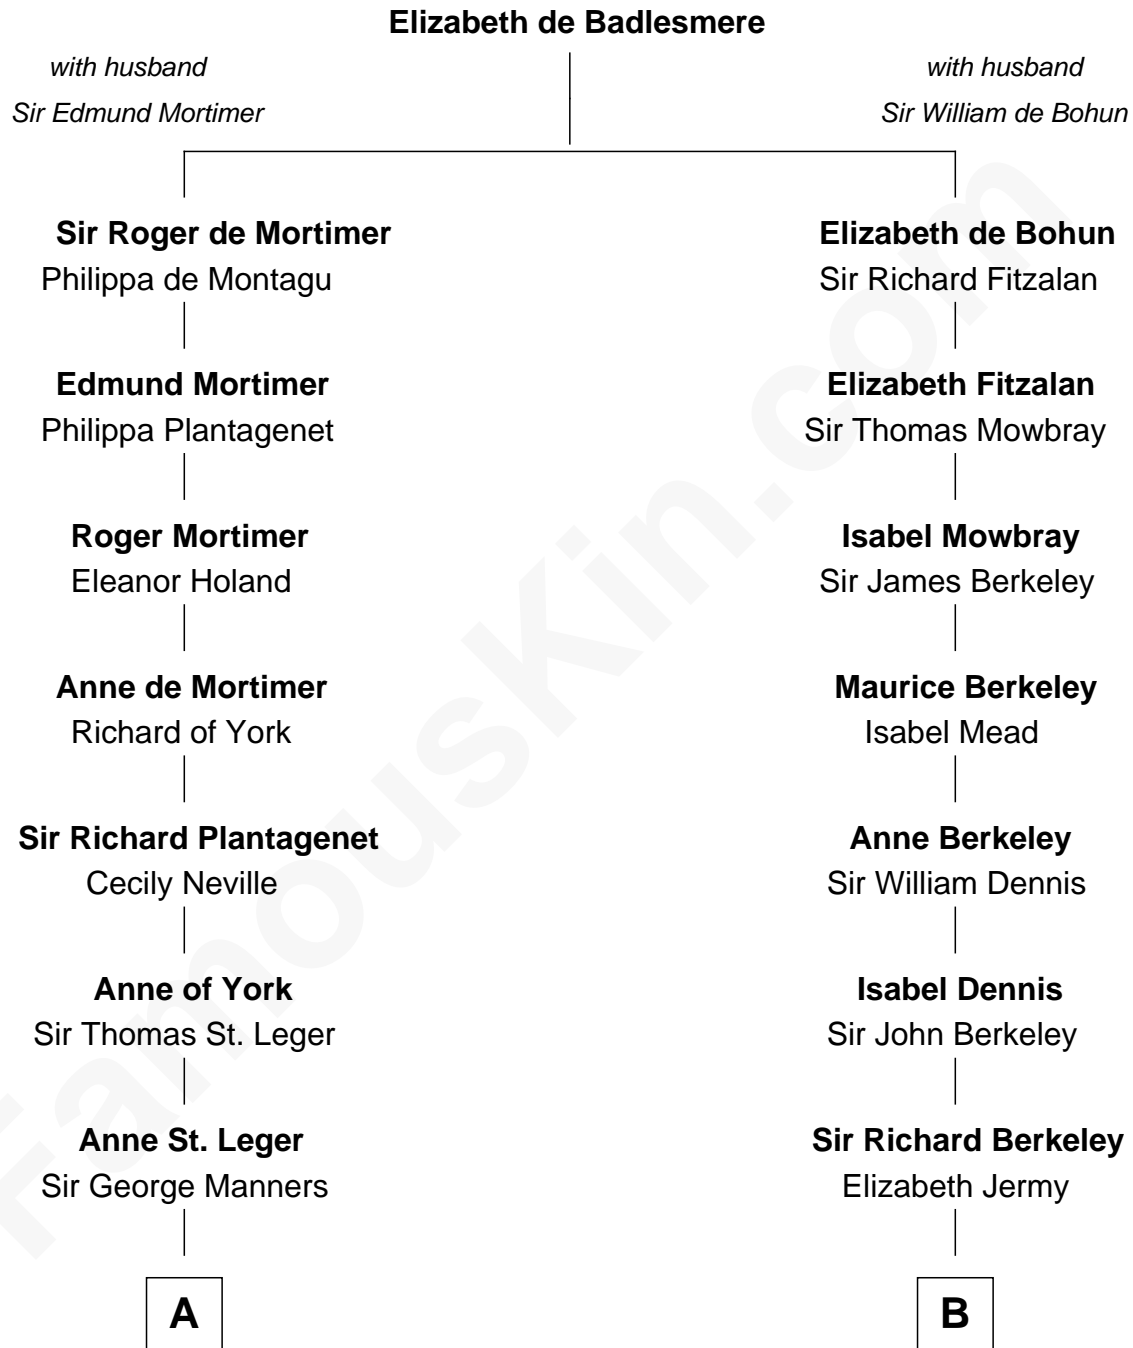 Elizabeth de Badlesmere
with husband
Sir Edmund Mortimer
with husband
Sir William de Bohun
Sir Roger de Mortimer
Philippa de Montagu
Edmund Mortimer
Philippa Plantagenet
Roger Mortimer
Eleanor Holand
Anne de Mortimer
Richard of York
Sir Richard Plantagenet
Cecily Neville
Anne of York
Sir Thomas St. Leger
Anne St. Leger
Sir George Manners
A
Elizabeth de Bohun
Sir Richard Fitzalan
Elizabeth Fitzalan
Sir Thomas Mowbray
Isabel Mowbray
Sir James Berkeley
Maurice Berkeley
Isabel Mead
Anne Berkeley
Sir William Dennis
Isabel Dennis
Sir John Berkeley
Sir Richard Berkeley
Elizabeth Jermy
B
FamousKin.com